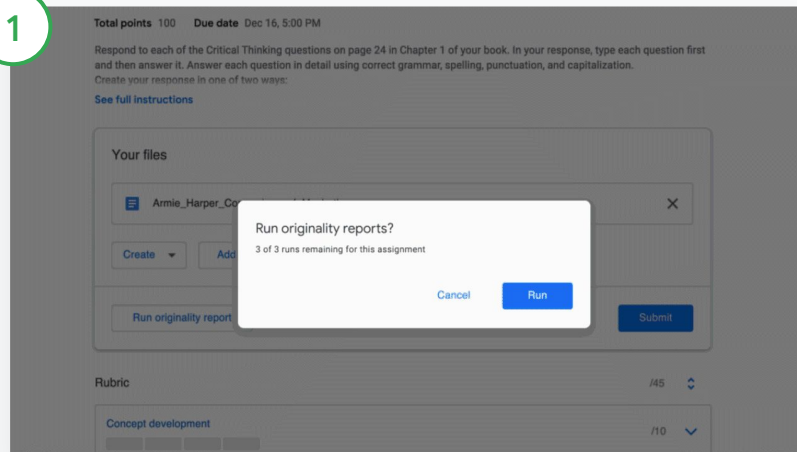 1
Total points 100 Due date Dec 16, 5:00 PM
Respond to each of the Critical Thinking questions on page 24 in Chapter 1 of your book. In your response, type each question first
and then answer it. Answer each question in detail using correct grammar, spelling, punctuation, and capitalization.
Create your response in one of two ways:
See full instructions
Your files
Armie_Harper_Co
Run originality reports?
3 of 3 runs remaining for this assignment
Create Add
Cancel Run
Run originality report
Submit
Rubric /45
Concept development /10